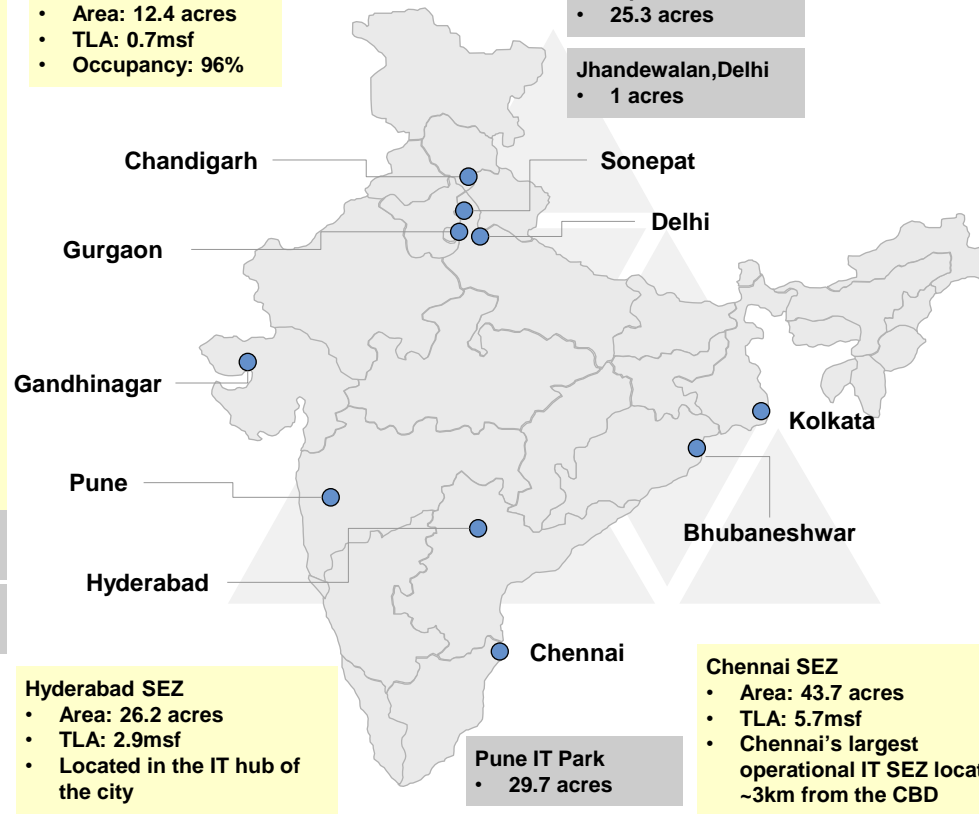 • Area: 12.4 acres
• TLA: 0.7msf
• Occupancy: 96%
• 25.3 acres
Jhandewalan,Delhi
• 1 acres
Chandigarh
Sonepat
Delhi
Gurgaon
Gandhinagar
Kolkata
Pune
Bhubaneshwar
Hyderabad
Chennai
Hyderabad SEZ
• Area: 26.2 acres
• TLA: 2.9msf
• Located in the IT hub of
the city
Pune IT Park
• 29.7 acres
Chennai SEZ
• Area: 43.7 acres
• TLA: 5.7msf
• Chennai's largest
operational IT SEZ
~3km from the CBD